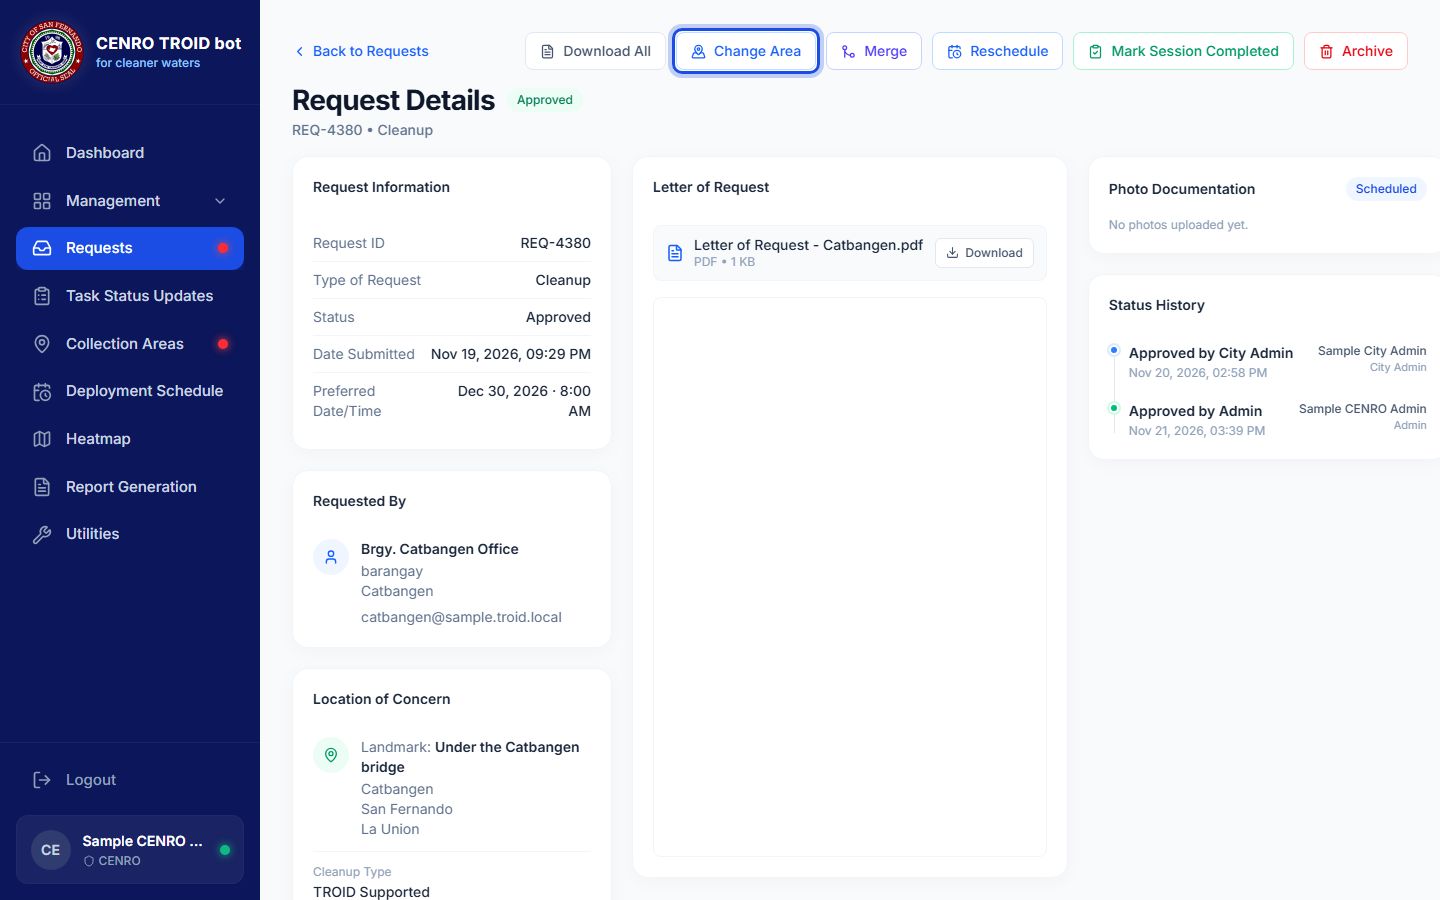 CITY OF SAN FERNANDO
OFFICIAL SEAL
CENRO TROID bot
for cleaner waters
Dashboard
Management
Requests
Task Status Updates
Collection Areas
Deployment Schedule
Heatmap
Report Generation
Utilities
Logout
CE
Sample CENRO ...
CENRO
Back to Requests
Download All
Change Area
Merge
Reschedule
Mark Session Completed
Archive
Request Details
Approved
REQ-4380 • Cleanup
Request Information
Request ID REQ-4380
Type of Request Cleanup
Status Approved
Date Submitted Nov 19, 2026, 09:29 PM
Preferred Date/Time Dec 30, 2026 · 8:00 AM
Requested By
Brgy. Catbangen Office
barangay
Catbangen
catbangen@sample.troid.local
Location of Concern
Landmark: Under the Catbangen
bridge
Catbangen
San Fernando
La Union
Cleanup Type
TROID Supported
Letter of Request
Letter of Request - Catbangen.pdf
PDF • 1 KB
Download
Photo Documentation
Scheduled
No photos uploaded yet.
Status History
Approved by City Admin
Sample City Admin
Nov 20, 2026, 02:58 PM
City Admin
Approved by Admin
Sample CENRO Admin
Nov 21, 2026, 03:39 PM
Admin